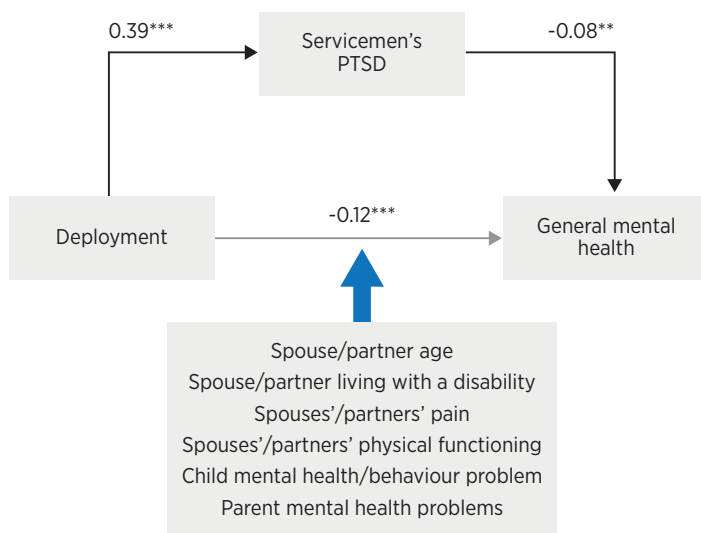 0.39***
Servicemen's
PTSD
-0.08**
Deployment
-0.12***
General mental
health
Spouse/partner age
Spouse/partner living with a disability
Spouses'/partners' pain
Spouses'/partners' physical functioning
Child mental health/behaviour problem
Parent mental health problems